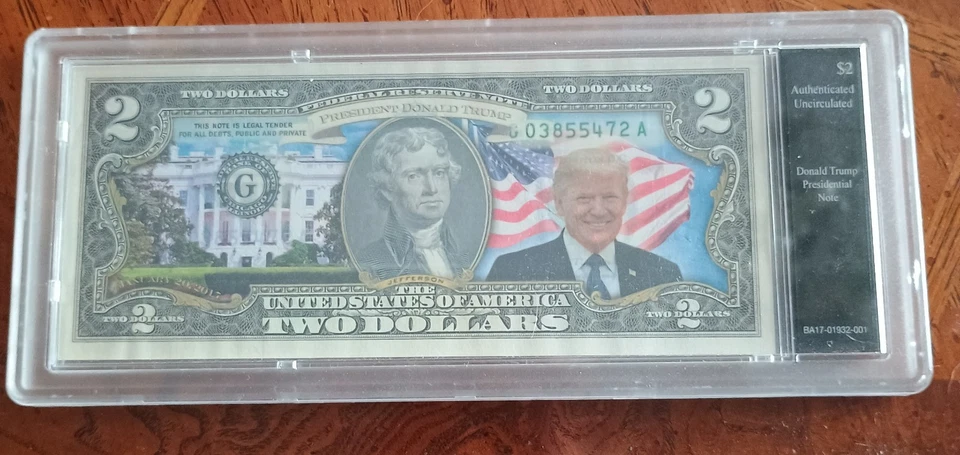 2
TWO DOLLARS
FEDERAL RESERVE NOTE
TWO DOLLARS
2
PRESIDENT DONALD TRUMP
THIS NOTE IS LEGAL TENDER
FOR ALL DEBTS, PUBLIC AND PRIVATE
03855472 A
G
JEFFERSON
THE
UNITED STATES OF AMERICA
TWO DOLLARS
2
TWO DOLLARS
2
TWO DOLLARS
$2
Authenticated
Uncirculated
Donald Trump
Presidential
Note
BA17-01932-001